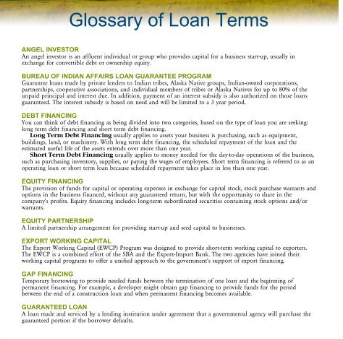 Glossary of Loan Terms
ANGEL INVESTOR
An angel investor is an affluent individual or group who provides capital for a business start-up, usually in
exchange for convertible debt or ownership equity.
BUREAU OF INDIAN AFFAIRS LOAN GUARANTEE PROGRAM
Guarantee loans made by private lenders to Indian tribes, Alaska Native groups, Indian-owned corporations,
partnerships, cooperative associations, and individual members of tribes or Alaska Natives for up to 80% of the
unpaid principal and interest due. In addition, payment of an interest subsidy is also authorized on those loans
guaranteed. The interest subsidy is based on need and will be limited to a 3 year period.
DEBT FINANCING
You can think of debt financing as being divided into two categories, based on the type of loan you are seeking:
long term debt financing and short term debt financing.
Long Term Debt Financing usually applies to assets your business is purchasing, such as equipment,
buildings, land, or machinery. With long term debt financing, the scheduled repayment of the loan and the
estimated useful life of the assets extends over more than one year.
Short Term Debt Financing usually applies to money needed for the day-to-day operations of the business,
such as purchasing inventory, supplies, or paying the wages of employees. Short term financing is referred to as an
operating loan or short term loan because scheduled repayment takes place in less than one year.
EQUITY FINANCING
The provision of funds for capital or operating expenses in exchange for capital stock, stock purchase warrants and
options in the business financed, without any guaranteed return, but with the opportunity to share in the
company's profits. Equity financing includes long-term subordinated securities containing stock options and/or
warrants.
EQUITY PARTNERSHIP
A limited partnership arrangement for providing start-up and seed capital to businesses.
EXPORT WORKING CAPITAL
The Export Working Capital (EWCP) Program was designed to provide short-term working capital to exporters.
The EWCP is a combined effort of the SBA and the Export-Import Bank. The two agencies have joined their
working capital programs to offer a unified approach to the government's support of export financing.
GAP FINANCING
Temporary borrowing to provide needed funds between the termination of one loan and the beginning of
permanent financing. For example, a developer might obtain gap financing to provide funds for the period
between the end of a construction loan and when permanent financing becomes available.
GUARANTEED LOAN
A loan made and serviced by a lending institution under agreement that a governmental agency will purchase the
guaranteed portion if the borrower defaults.